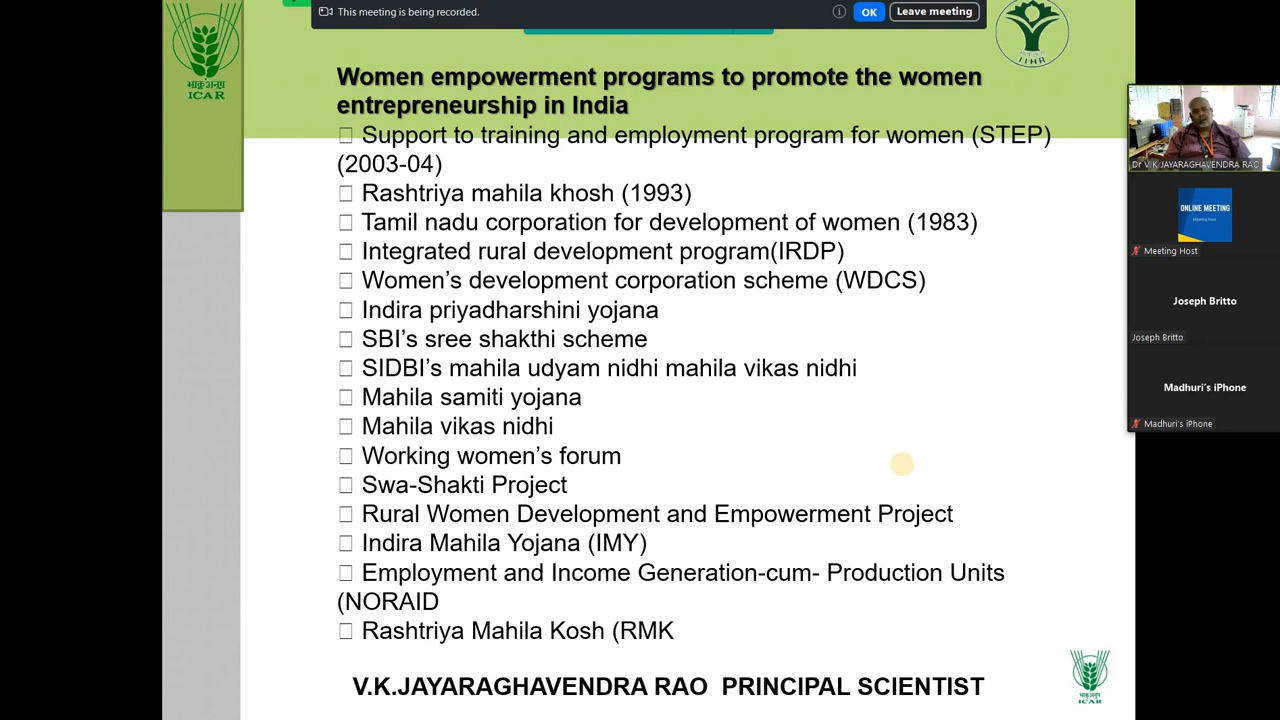 This meeting is being recorded.
OK
Leave meeting
भाकृअनुप
ICAR
IIHR
Women empowerment programs to promote the women
entrepreneurship in India
Support to training and employment program for women (STEP)
(2003-04)
Rashtriya mahila khosh (1993)
Tamil nadu corporation for development of women (1983)
Integrated rural development program(IRDP)
Women’s development corporation scheme (WDCS)
Indira priyadharshini yojana
SBI’s sree shakthi scheme
SIDBI’s mahila udyam nidhi mahila vikas nidhi
Mahila samiti yojana
Mahila vikas nidhi
Working women’s forum
Swa-Shakti Project
Rural Women Development and Empowerment Project
Indira Mahila Yojana (IMY)
Employment and Income Generation-cum- Production Units
(NORAID
Rashtriya Mahila Kosh (RMK
V.K.JAYARAGHAVENDRA RAO PRINCIPAL SCIENTIST
भाकृअनुप
ICAR
Dr V K JAYARAGHAVENDRA RAO
ONLINE MEETING
Meeting host
Meeting Host
Joseph Britto
Joseph Britto
Madhuri's iPhone
Madhuri's iPhone